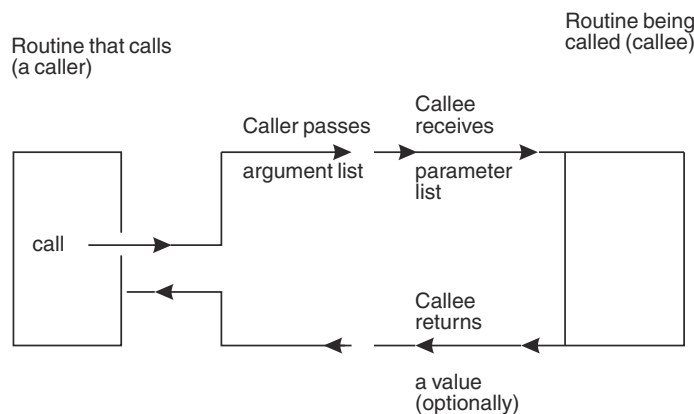 Routine that calls
(a caller)
Routine being
called (callee)
Caller passes
argument list
Callee
receives
parameter
list
call
Callee
returns
a value
(optionally)